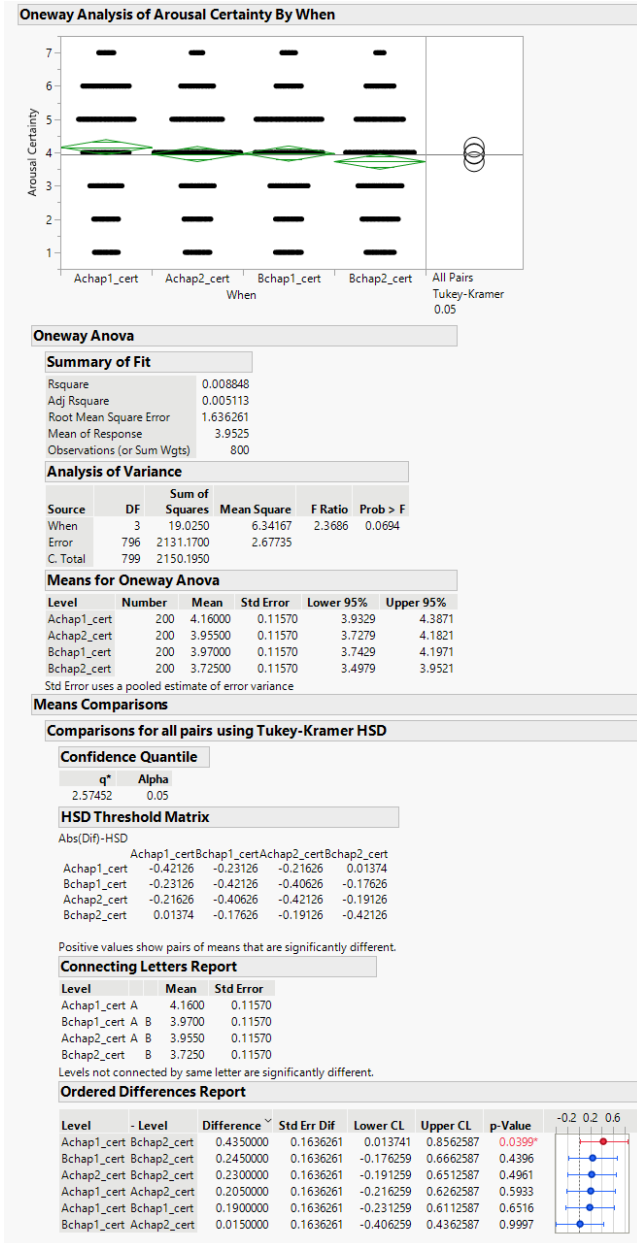 Oneway Analysis of Arousal Certainty By When
7
6
5
4
3
2
1
Arousal Certainty
Achap1_cert Achap2_cert Bchap1_cert Bchap2_cert
When
All Pairs
Tukey-Kramer
0.05
Oneway Anova
Summary of Fit
Rsquare 0.008848
Adj Rsquare 0.005113
Root Mean Square Error 1.636261
Mean of Response 3.9525
Observations (or Sum Wgts) 800
Analysis of Variance
Sum of
Source DF Squares Mean Square F Ratio Prob > F
When 3 19.0250 6.34167 2.3686 0.0694
Error 796 2131.1700 2.67735
C. Total 799 2150.1950
Means for Oneway Anova
Level Number Mean Std Error Lower 95% Upper 95%
Achap1_cert 200 4.16000 0.11570 3.9329 4.3871
Achap2_cert 200 3.95500 0.11570 3.7279 4.1821
Bchap1_cert 200 3.97000 0.11570 3.7429 4.1971
Bchap2_cert 200 3.72500 0.11570 3.4979 3.9521
Std Error uses a pooled estimate of error variance
Means Comparisons
Comparisons for all pairs using Tukey-Kramer HSD
Confidence Quantile
q* Alpha
2.57452 0.05
HSD Threshold Matrix
Abs(Dif)-HSD
Achap1_cert Bchap1_cert Achap2_cert Bchap2_cert
Achap1_cert -0.42126 -0.23126 -0.21626 0.01374
Bchap1_cert -0.23126 -0.42126 -0.40626 -0.17626
Achap2_cert -0.21626 -0.40626 -0.42126 -0.19126
Bchap2_cert 0.01374 -0.17626 -0.19126 -0.42126
Positive values show pairs of means that are significantly different.
Connecting Letters Report
Level Mean Std Error
Achap1_cert A 4.1600 0.11570
Bchap1_cert A B 3.9700 0.11570
Achap2_cert A B 3.9550 0.11570
Bchap2_cert B 3.7250 0.11570
Levels not connected by same letter are significantly different.
Ordered Differences Report
Level - Level Difference Std Err Dif Lower CL Upper CL p-Value -0.2 0.2 0.6
Achap1_cert Bchap2_cert 0.4350000 0.1636261 0.013741 0.8562587 0.0399*
Bchap1_cert Bchap2_cert 0.2450000 0.1636261 -0.176259 0.6662587 0.4396
Achap2_cert Bchap2_cert 0.2300000 0.1636261 -0.191259 0.6512587 0.4961
Achap1_cert Achap2_cert 0.2050000 0.1636261 -0.216259 0.6262587 0.5933
Achap1_cert Bchap1_cert 0.1900000 0.1636261 -0.231259 0.6112587 0.6516
Bchap1_cert Achap2_cert 0.0150000 0.1636261 -0.406259 0.4362587 0.9997